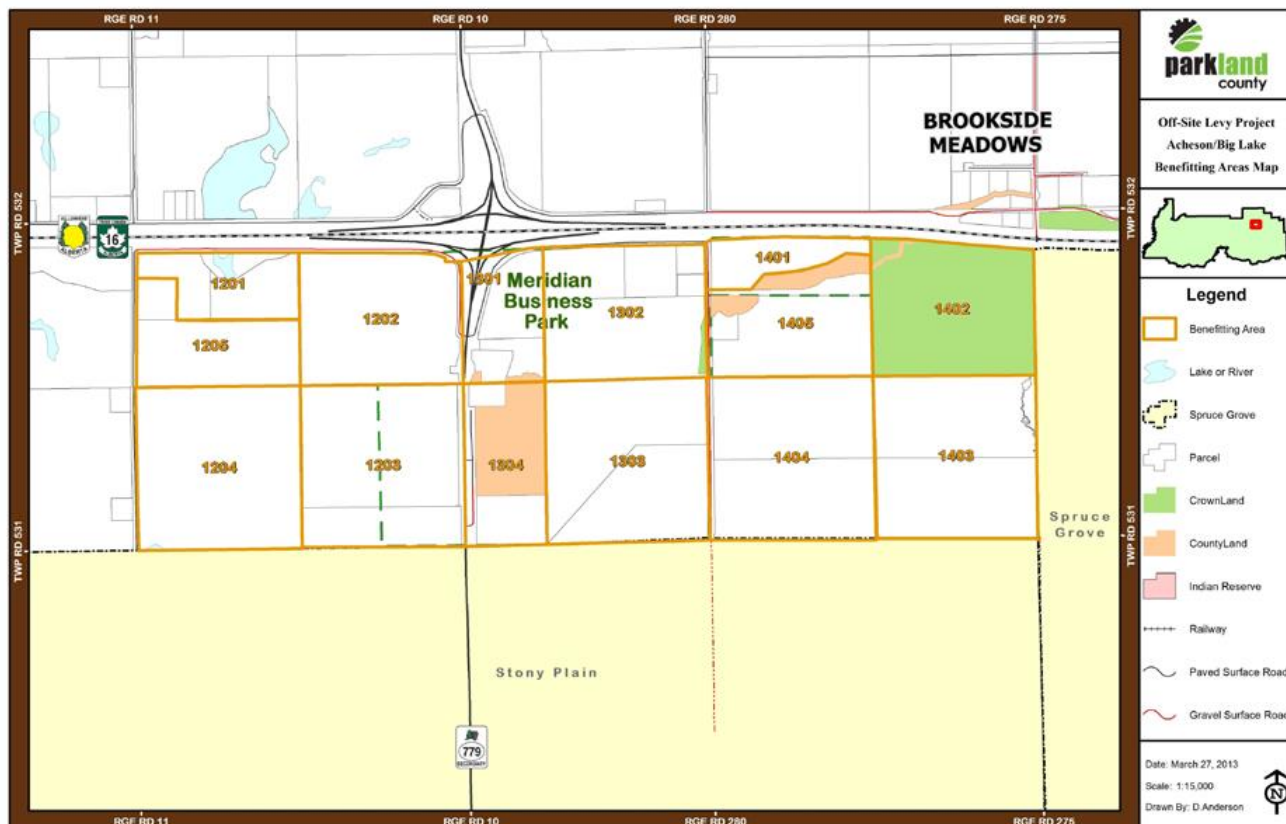 RGE RD 11
RGE RD 10
RGE RD 280
RGE RD 275
parkland
county
Off-Site Levy Project
Acheson/Big Lake
Benefitting Areas Map
BROOKSIDE
MEADOWS
TWP RD 532
TWP RD 532
16
1201
1202
1205
1301
Meridian
Business
Park
1302
1401
1402
1405
1204
1203
1304
1303
1404
1403
TWP RD 531
TWP RD 531
Spruce
Grove
Stony Plain
779
Legend
Benefitting Area
Lake or River
Spruce Grove
Parcel
CrownLand
CountyLand
Indian Reserve
Railway
Paved Surface Road
Gravel Surface Road
Date: March 27, 2013
Scale: 1:15,000
Drawn By: D.Anderson
N
RGE RD 11
RGE RD 10
RGE RD 280
RGE RD 275